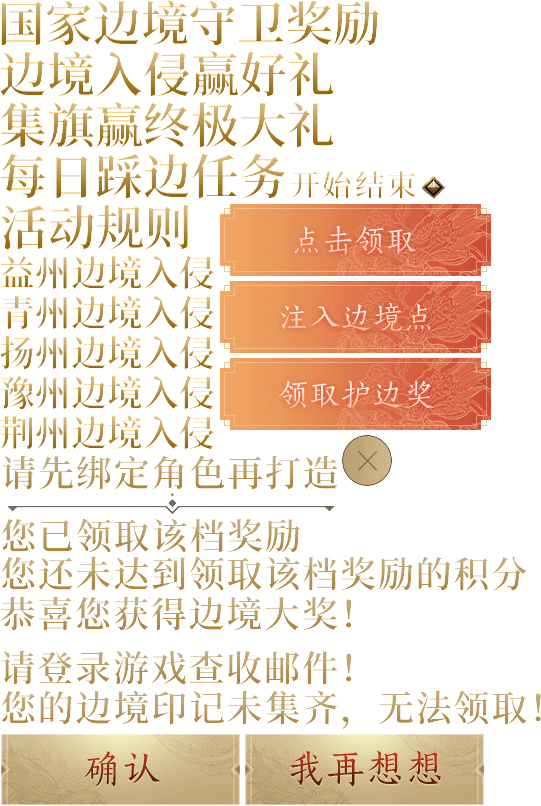 国家边境守卫奖励
边境入侵赢好礼
集旗赢终极大礼
每日踩边任务 开始结束
活动规则
点击领取
益州边境入侵
青州边境入侵
注入边境点
扬州边境入侵
豫州边境入侵
领取护边奖
荆州边境入侵
请先绑定角色再打造
您已领取该档奖励
您还未达到领取该档奖励的积分
恭喜您获得边境大奖!
请登录游戏查收邮件!
您的边境印记未集齐，无法领取!
确认 我再想想